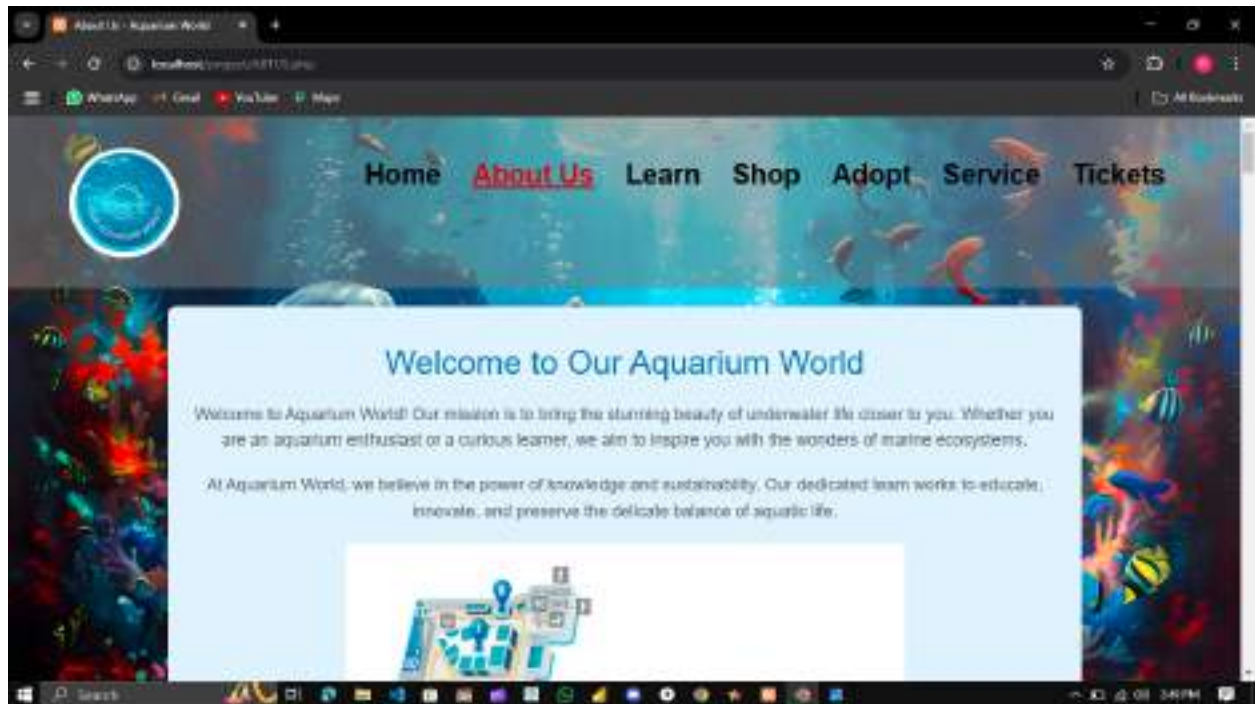 About Us - Aquarium World
localhost
WhatsApp Gmail YouTube Maps
All Bookmarks
Home About Us Learn Shop Adopt Service Tickets
Welcome to Our Aquarium World
Welcome to Aquarium World! Our mission is to bring the stunning beauty of underwater life closer to you. Whether you
are an aquarium enthusiast or a curious learner, we aim to inspire you with the wonders of marine ecosystems.
At Aquarium World, we believe in the power of knowledge and sustainability. Our dedicated team works to educate,
innovate, and preserve the delicate balance of aquatic life.
Search
3:49 PM